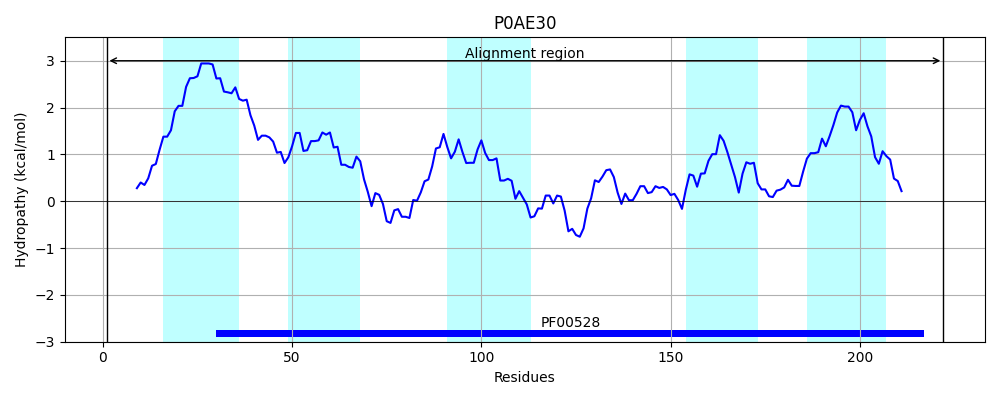 P0AE30
Alignment region
3
2
1
0
−1
−2
−3
Hydropathy (kcal/mol)
PF00528
0 50 100 150 200
Residues